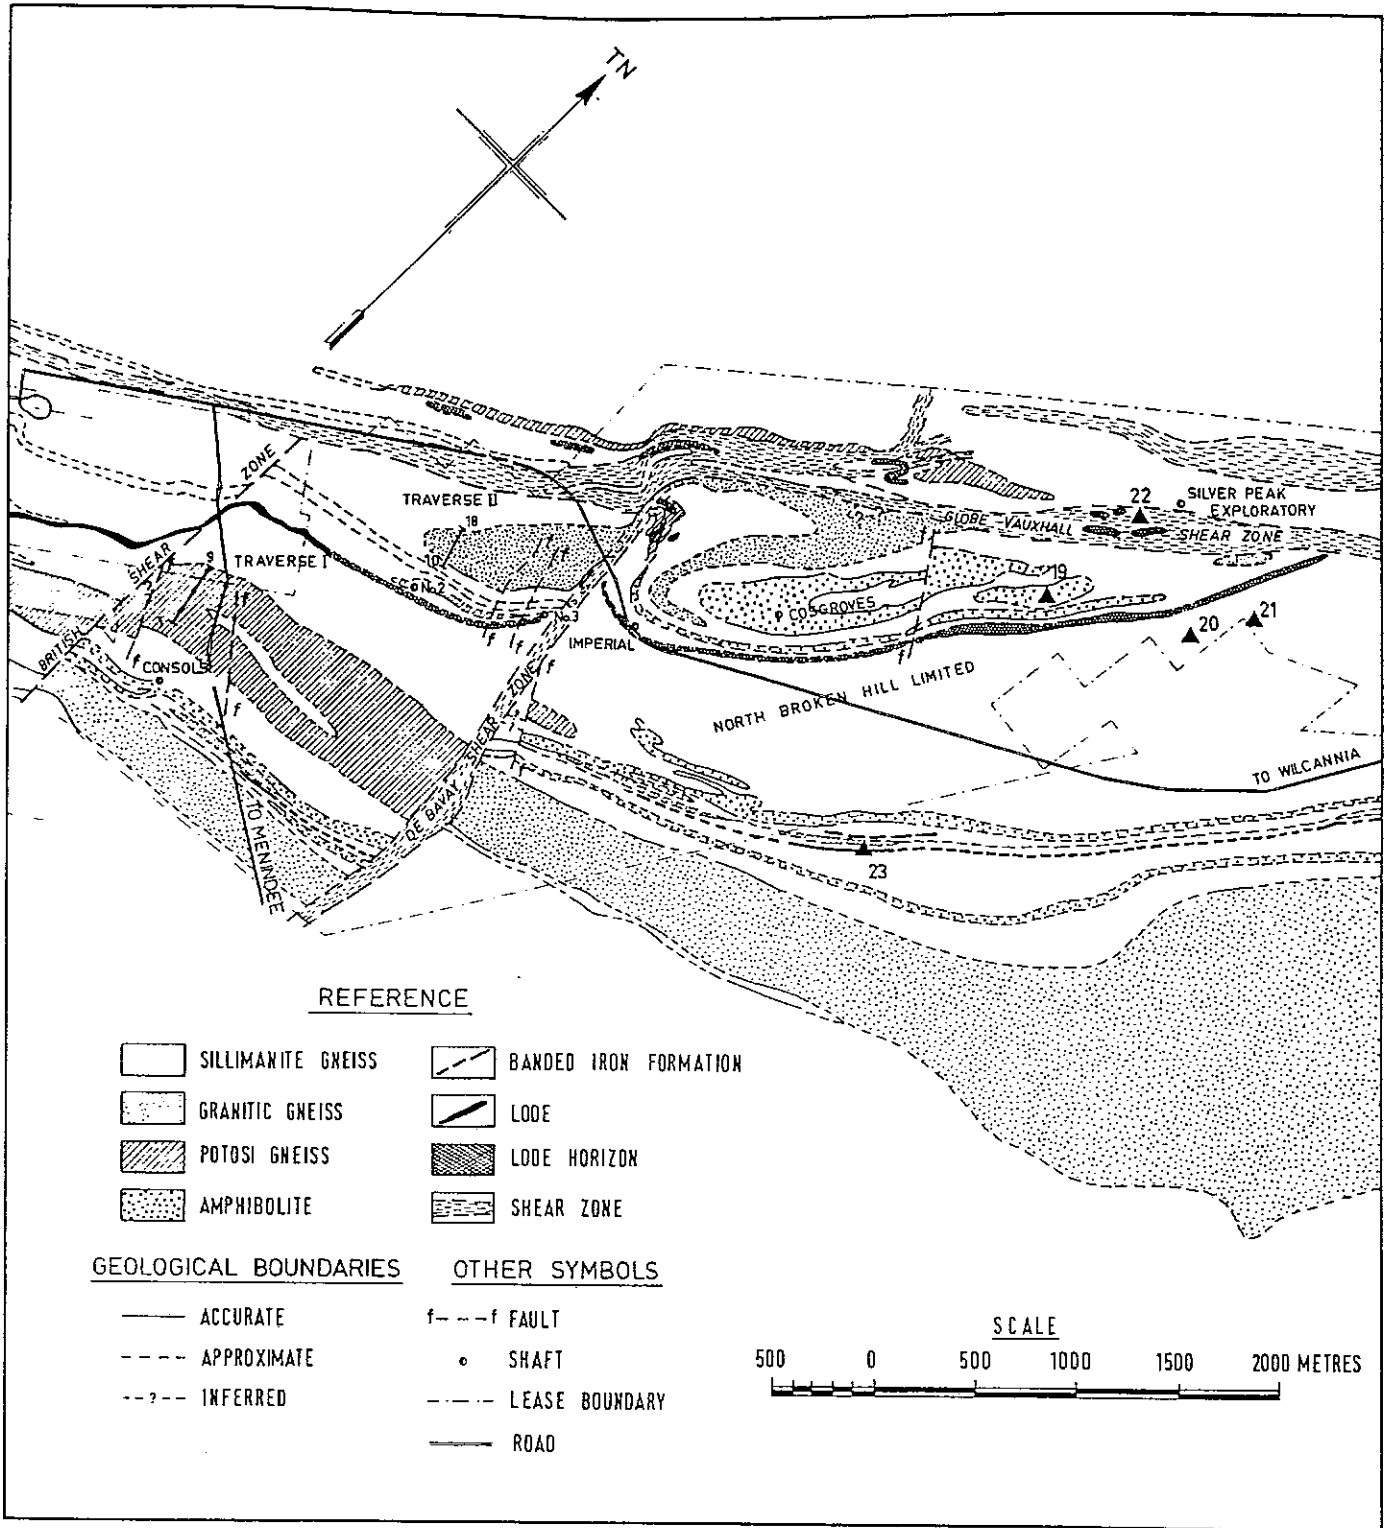 TN
ZONE
TRAVERSE II
18
10
SHEAR
9
TRAVERSE I
No.2
No.3
IMPERIAL
COSGROVES
GLOBE VAUXHALL
SHEAR ZONE
22
SILVER PEAK
EXPLORATORY
19
20
21
BRITISH
CONSOLS
1
f
f
f
f
f
f
f
f
f
f
NORTH BROKEN HILL LIMITED
TO WILCANNIA
DE BAVAY SHEAR ZONE
TO MENINDEE
23
REFERENCE
SILLIMANITE GNEISS
GRANITIC GNEISS
POTOSI GNEISS
AMPHIBOLITE
BANDED IRON FORMATION
LODE
LODE HORIZON
SHEAR ZONE
GEOLOGICAL BOUNDARIES
ACCURATE
APPROXIMATE
--?-- INFERRED
OTHER SYMBOLS
f----f FAULT
SHAFT
LEASE BOUNDARY
ROAD
SCALE
500 0 500 1000 1500 2000 METRES